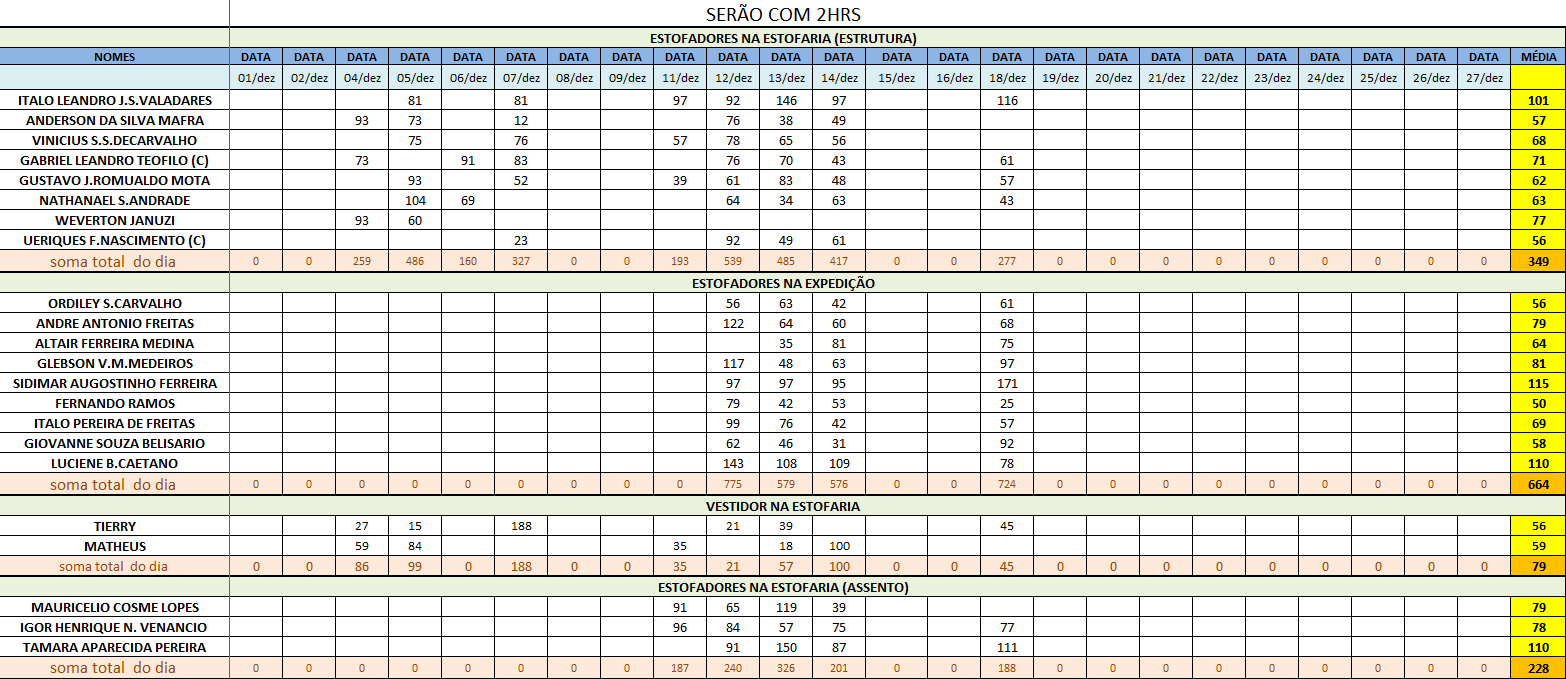 SERÃO COM 2HRS
ESTOFADORES NA ESTOFARIA (ESTRUTURA)
NOMES DATA DATA DATA DATA DATA DATA DATA DATA DATA DATA DATA DATA DATA DATA DATA DATA DATA DATA DATA DATA DATA DATA DATA DATA MÉDIA
01/dez 02/dez 04/dez 05/dez 06/dez 07/dez 08/dez 09/dez 11/dez 12/dez 13/dez 14/dez 15/dez 16/dez 18/dez 19/dez 20/dez 21/dez 22/dez 23/dez 24/dez 25/dez 26/dez 27/dez
ITALO LEANDRO J.S.VALADARES 81 81 97 92 146 97 116 101
ANDERSON DA SILVA MAFRA 93 73 12 76 38 49 57
VINICIUS S.S.DECARVALHO 75 76 57 78 65 56 68
GABRIEL LEANDRO TEOFILO (C) 73 91 83 76 70 43 61 71
GUSTAVO J.ROMUALDO MOTA 93 52 39 61 83 48 57 62
NATHANAEL S.ANDRADE 104 69 64 34 63 43 63
WEVERTON JANUZI 93 60 77
UERIQUES F.NASCIMENTO (C) 23 92 49 61 56
soma total do dia 0 0 259 486 160 327 0 0 193 539 485 417 0 0 277 0 0 0 0 0 0 0 0 0 349
ESTOFADORES NA EXPEDIÇÃO
ORDILEY S.CARVALHO 56 63 42 61 56
ANDRE ANTONIO FREITAS 122 64 60 68 79
ALTAIR FERREIRA MEDINA 35 81 75 64
GLEBSON V.M.MEDEIROS 117 48 63 97 81
SIDIMAR AUGOSTINHO FERREIRA 97 97 95 171 115
FERNANDO RAMOS 79 42 53 25 50
ITALO PEREIRA DE FREITAS 99 76 42 57 69
GIOVANNE SOUZA BELISARIO 62 46 31 92 58
LUCIENE B.CAETANO 143 108 109 78 110
soma total do dia 0 0 0 0 0 0 0 0 0 775 579 576 0 0 724 0 0 0 0 0 0 0 0 0 664
VESTIDOR NA ESTOFARIA
TIERRY 27 15 188 21 39 45 56
MATHEUS 59 84 35 18 100 59
soma total do dia 0 0 86 99 0 188 0 0 35 21 57 100 0 0 45 0 0 0 0 0 0 0 0 0 79
ESTOFADORES NA ESTOFARIA (ASSENTO)
MAURICELIO COSME LOPES 91 65 119 39 79
IGOR HENRIQUE N. VENANCIO 96 84 57 75 77 78
TAMARA APARECIDA PEREIRA 91 150 87 111 110
soma total do dia 0 0 0 0 0 0 0 0 187 240 326 201 0 0 188 0 0 0 0 0 0 0 0 0 228